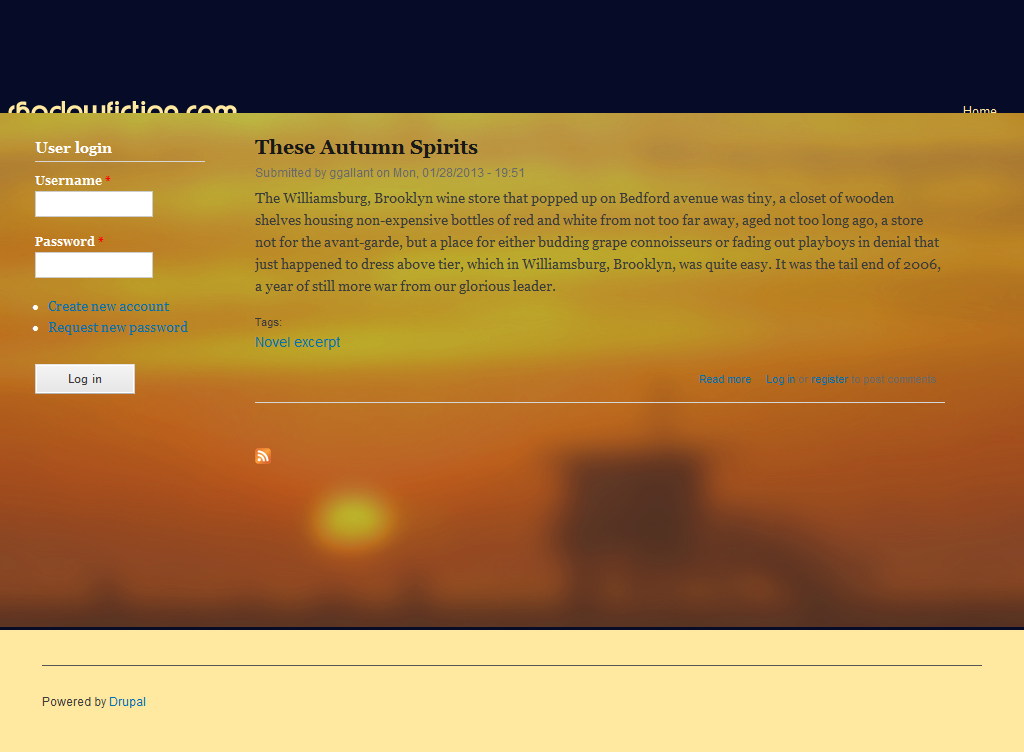 shadowfiction.com
Home
User login
Username *
Password *
Create new account
Request new password
Log in
These Autumn Spirits
Submitted by ggallant on Mon, 01/28/2013 - 19:51
The Williamsburg, Brooklyn wine store that popped up on Bedford avenue was tiny, a closet of wooden
shelves housing non-expensive bottles of red and white from not too far away, aged not too long ago, a store
not for the avant-garde, but a place for either budding grape connoisseurs or fading out playboys in denial that
just happened to dress above tier, which in Williamsburg, Brooklyn, was quite easy. It was the tail end of 2006,
a year of still more war from our glorious leader.
Tags:
Novel excerpt
Read more Log in or register to post comments
Powered by Drupal